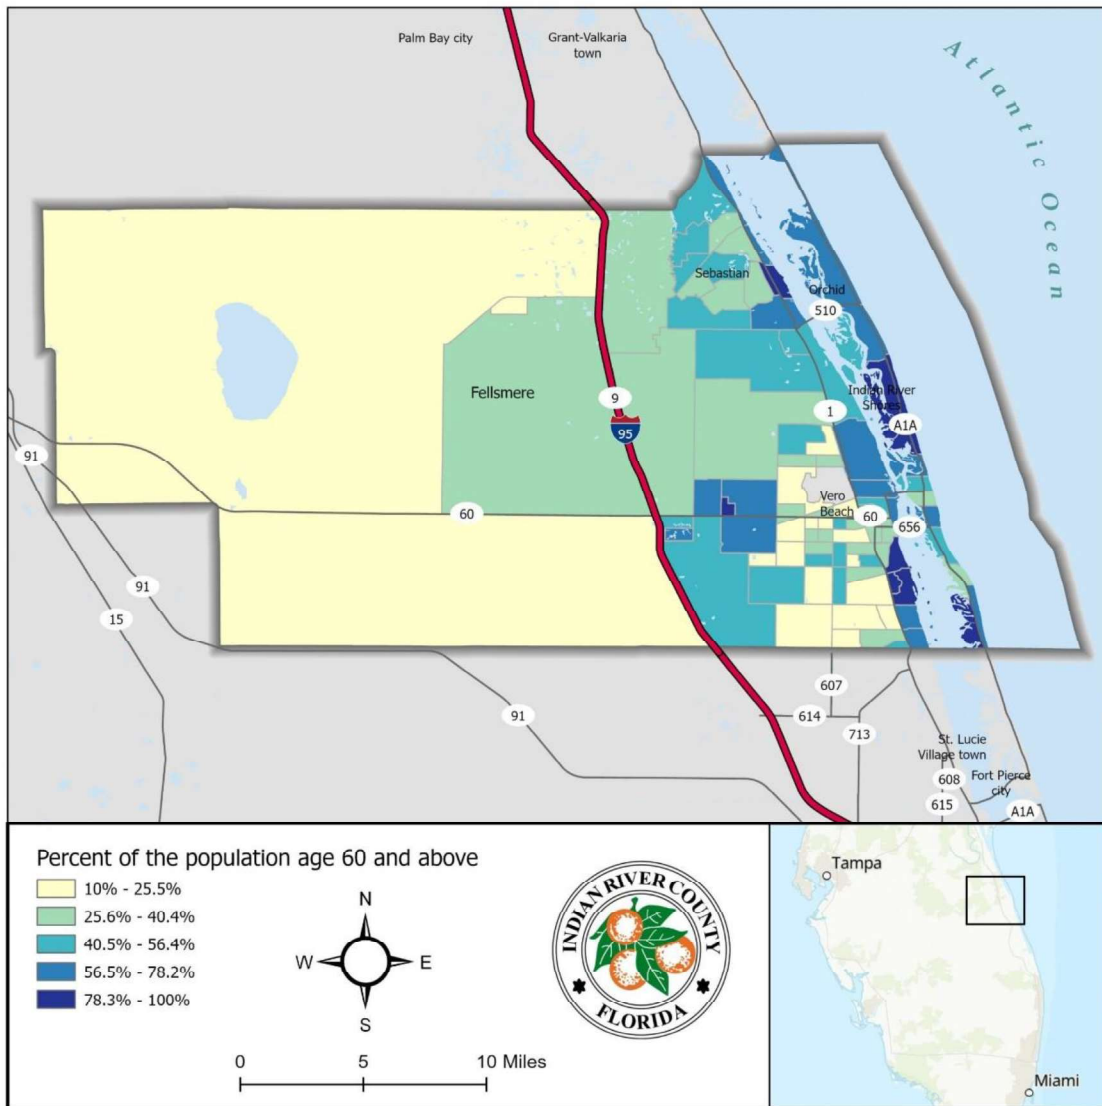 Palm Bay city
Grant-Valkaria
town
Atlantic Ocean
Sebastian
Orchid
510
Fellsmere
9
95
Indian River
Shores
1
A1A
91
60
Vero
Beach
60
656
91
15
91
607
614
713
St. Lucie
Village town
608
Fort Pierce
city
615
A1A
Percent of the population age 60 and above
10% - 25.5%
25.6% - 40.4%
40.5% - 56.4%
56.5% - 78.2%
78.3% - 100%
N
W
E
S
0
5
10 Miles
INDIAN RIVER COUNTY
FLORIDA
Tampa
Miami